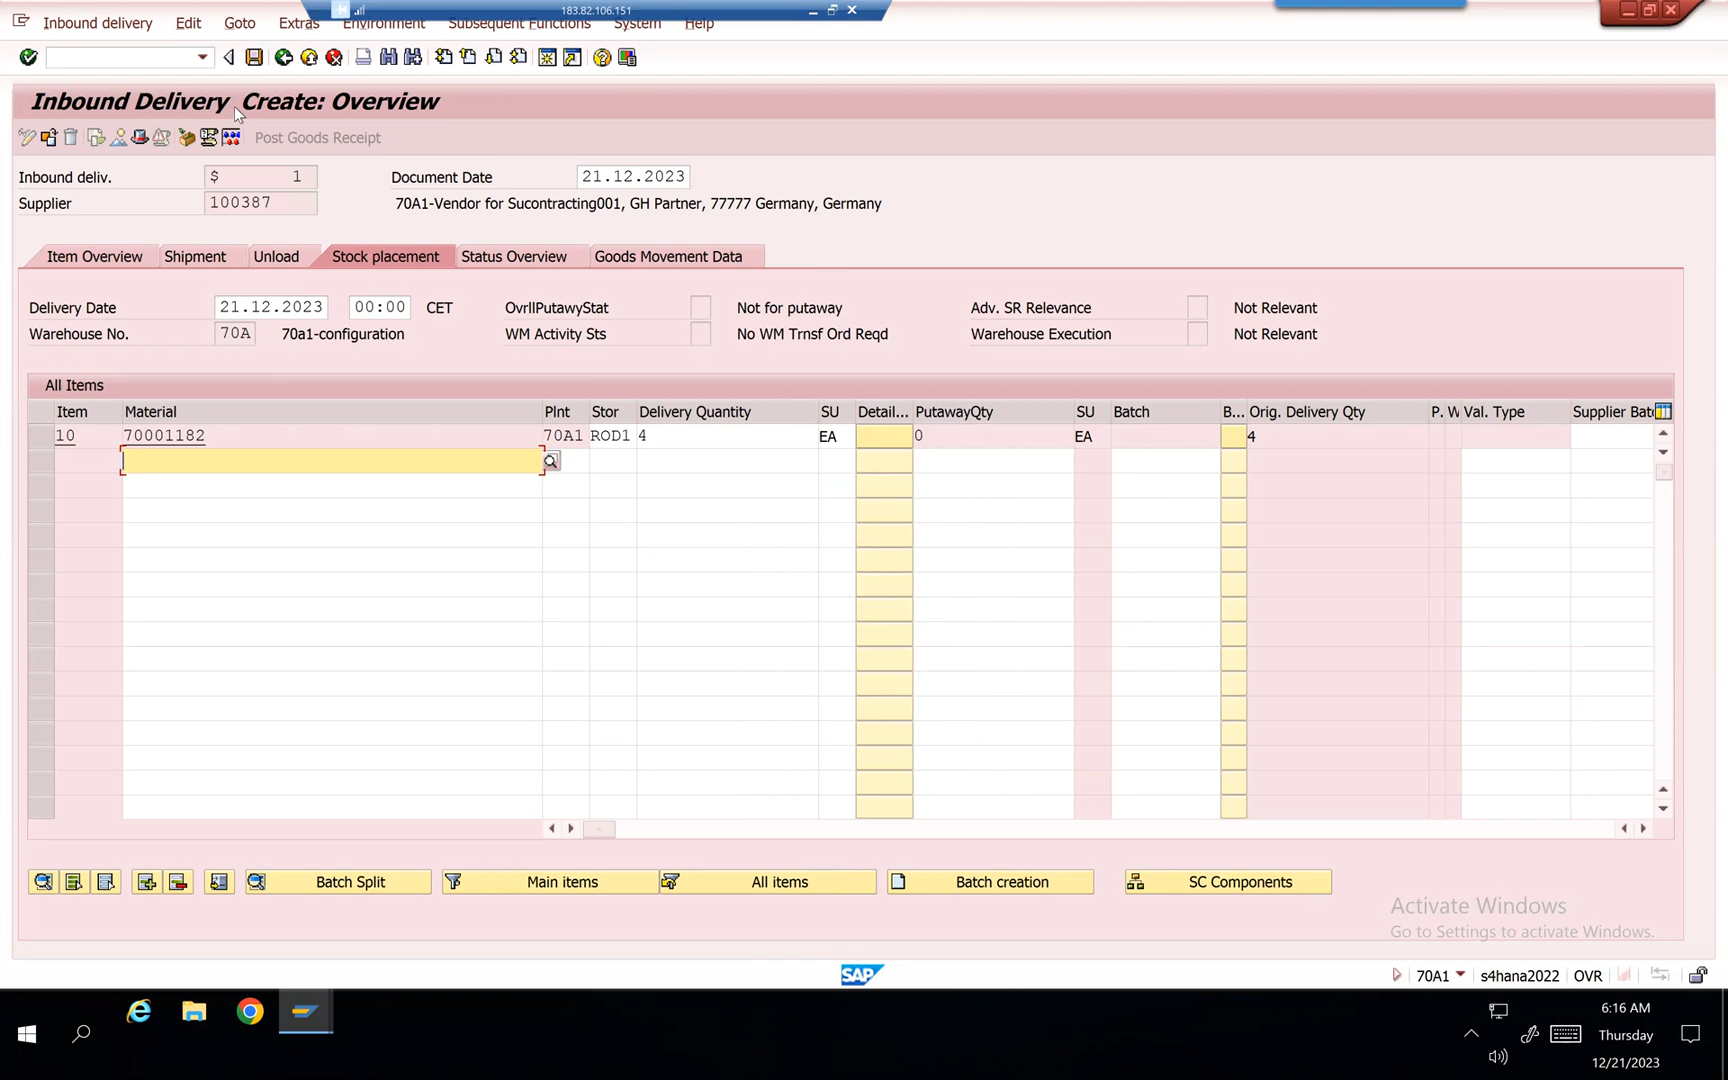 183.82.106.151
Inbound delivery Edit Goto Extras Environment Subsequent Functions System Help
Inbound Delivery Create: Overview
Post Goods Receipt
Inbound deliv. $ 1 Document Date 21.12.2023
Supplier 100387 70A1-Vendor for Sucontracting001, GH Partner, 77777 Germany, Germany
Item Overview Shipment Unload Stock placement Status Overview Goods Movement Data
Delivery Date 21.12.2023 00:00 CET OvrllPutawyStat Not for putaway Adv. SR Relevance Not Relevant
Warehouse No. 70A 70a1-configuration WM Activity Sts No WM Trnsf Ord Reqd Warehouse Execution Not Relevant
All Items
Item Material Plnt Stor Delivery Quantity SU Detail... PutawayQty SU Batch B... Orig. Delivery Qty P. W Val. Type Supplier Bat
10 70001182 70A1 ROD1 4 EA 0 EA 4
Batch Split Main items All items Batch creation SC Components
Activate Windows
Go to Settings to activate Windows.
SAP 70A1 s4hana2022 OVR
6:16 AM
Thursday
12/21/2023